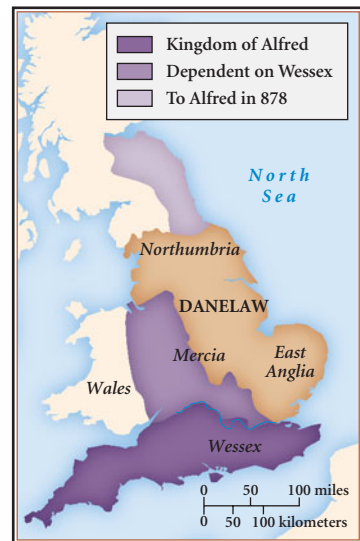 Kingdom of Alfred
Dependent on Wessex
To Alfred in 878
North
Sea
Northumbria
DANELAW
Mercia
East
Anglia
Wales
Wessex
0 50 100 miles
0 50 100 kilometers